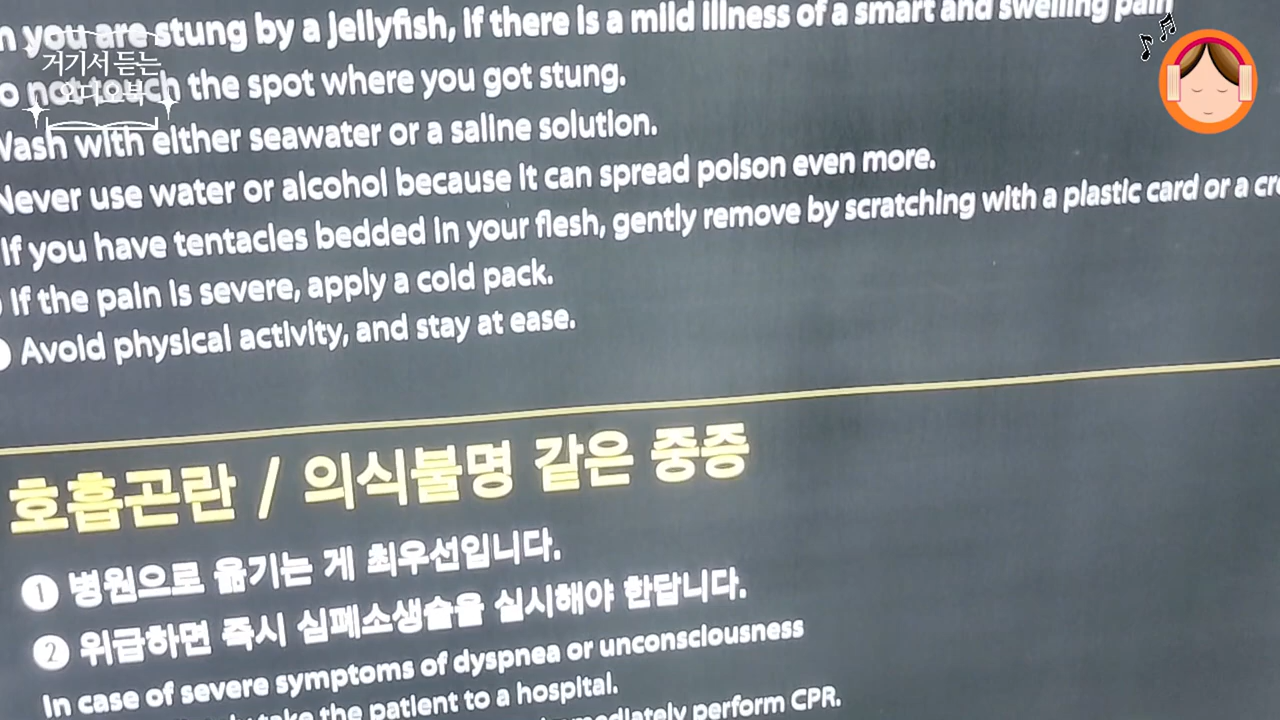 you are stung by a jellyfish, if there is a mild illness of a smart and swelling pain
거기서 듣는
오디오북
not touch the spot where you got stung.
Wash with either seawater or a saline solution.
Never use water or alcohol because it can spread poison even more.
If you have tentacles bedded in your flesh, gently remove by scratching with a plastic card or a
If the pain is severe, apply a cold pack.
Avoid physical activity, and stay at ease.
호흡곤란 / 의식불명 같은 중증
1 병원으로 옮기는 게 최우선입니다.
2 위급하면 즉시 심폐소생술을 실시해야 한답니다.
In case of severe symptoms of dyspnea or unconsciousness
take the patient to a hospital.
immediately perform CPR.